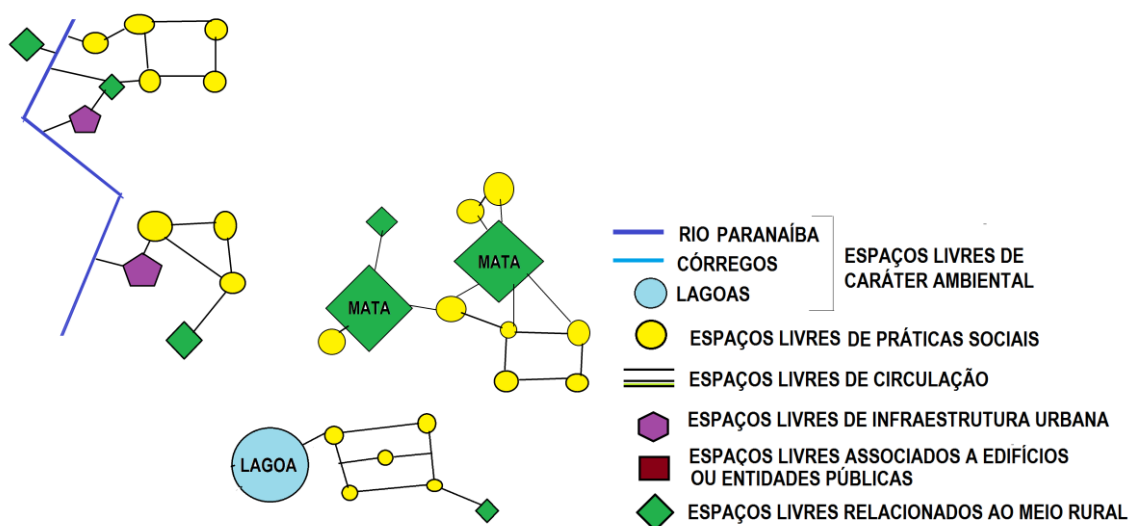 MATA
MATA
LAGOA
RIO PARANAÍBA
CÓRREGOS
LAGOAS
ESPAÇOS LIVRES DE
CARÁTER AMBIENTAL
ESPAÇOS LIVRES DE PRÁTICAS SOCIAIS
ESPAÇOS LIVRES DE CIRCULAÇÃO
ESPAÇOS LIVRES DE INFRAESTRUTURA URBANA
ESPAÇOS LIVRES ASSOCIADOS A EDIFÍCIOS
OU ENTIDADES PÚBLICAS
ESPAÇOS LIVRES RELACIONADOS AO MEIO RURAL